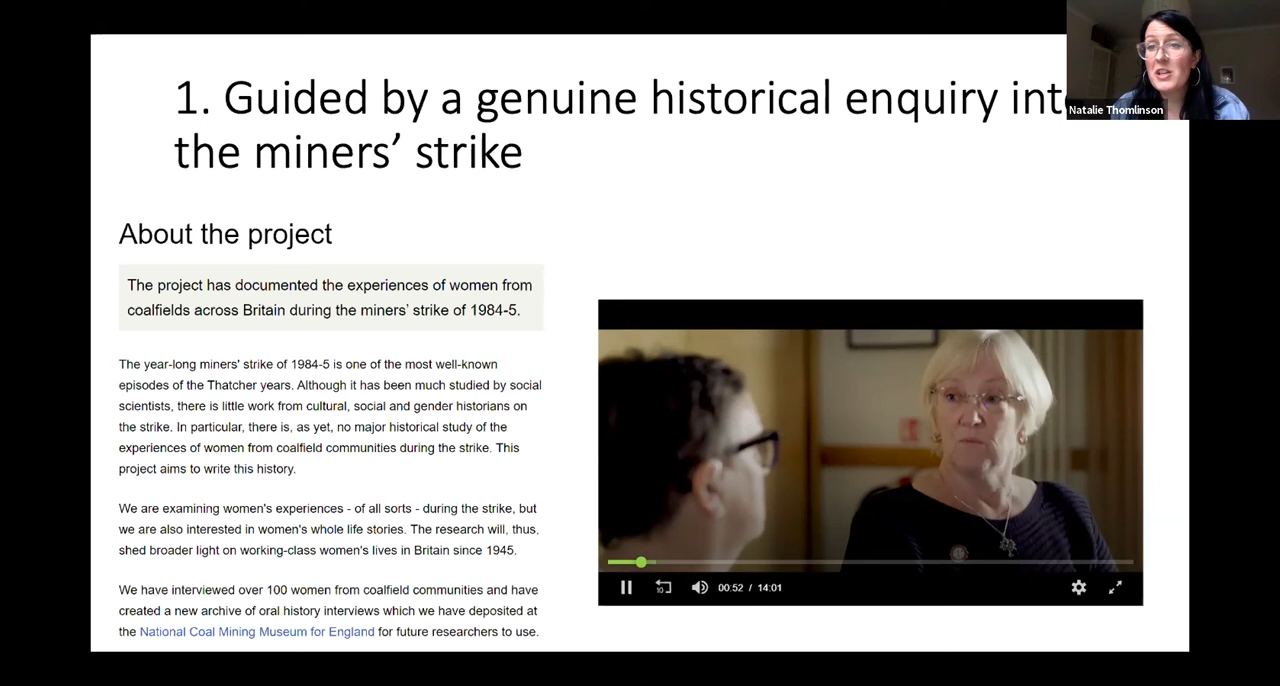 1. Guided by a genuine historical enquiry int
the miners' strike
Natalie Thomlinson
About the project
The project has documented the experiences of women from
coalfields across Britain during the miners' strike of 1984-5.
The year-long miners' strike of 1984-5 is one of the most well-known
episodes of the Thatcher years. Although it has been much studied by social
scientists, there is little work from cultural, social and gender historians on
the strike. In particular, there is, as yet, no major historical study of the
experiences of women from coalfield communities during the strike. This
project aims to write this history.
We are examining women's experiences - of all sorts - during the strike, but
we are also interested in women's whole life stories. The research will, thus,
shed broader light on working-class women's lives in Britain since 1945.
We have interviewed over 100 women from coalfield communities and have
created a new archive of oral history interviews which we have deposited at
the National Coal Mining Museum for England for future researchers to use.
10
00:52 / 14:01